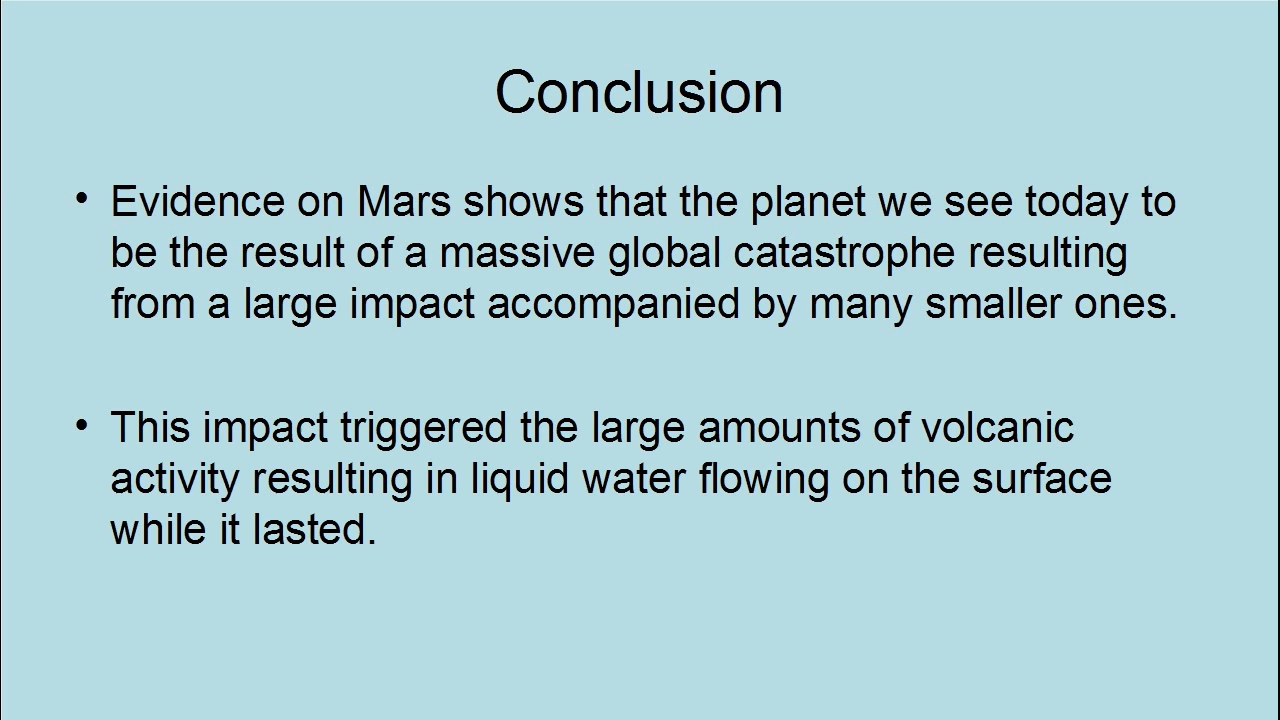 Conclusion
• Evidence on Mars shows that the planet we see today to
be the result of a massive global catastrophe resulting
from a large impact accompanied by many smaller ones.
• This impact triggered the large amounts of volcanic
activity resulting in liquid water flowing on the surface
while it lasted.